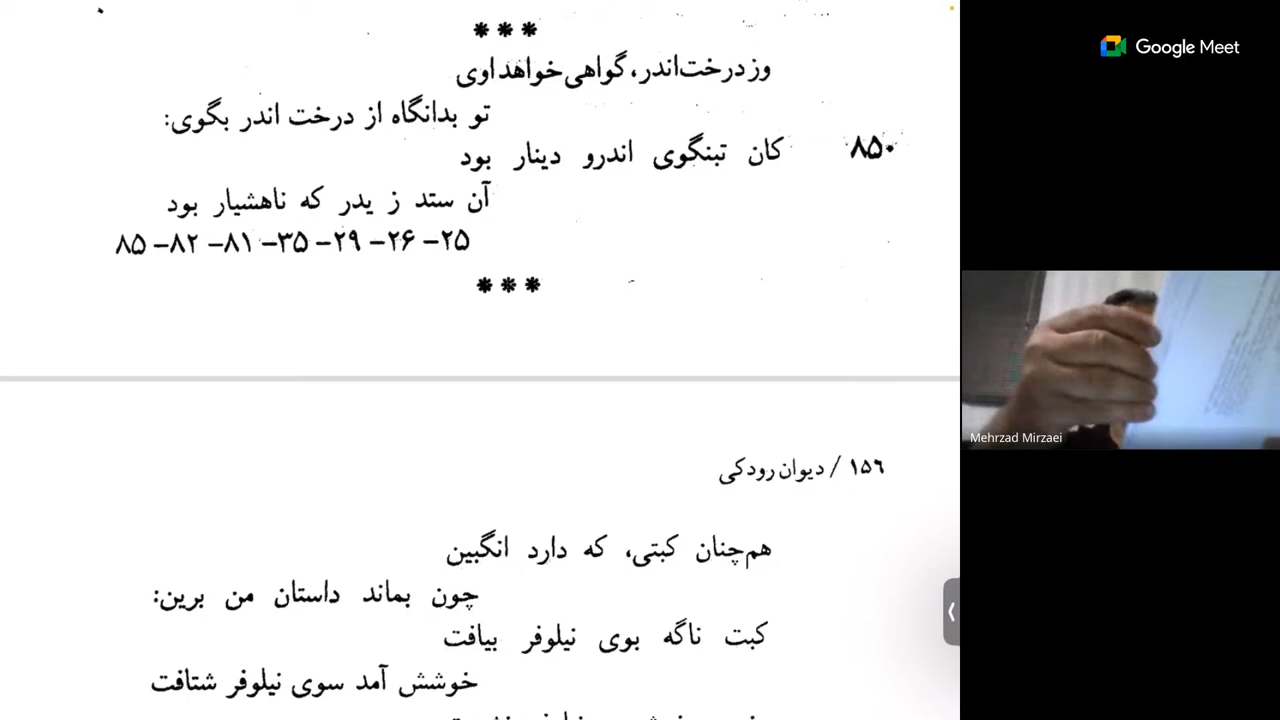 ***
وز درخت اندر، گواهی خواهد اوی
تو بدانگاه از درخت اندر بگوی:
۸۵۰ کان تبنگوی اندرو دینار بود
آن ستد ز یدر که ناهشیار بود
۲۵- ۲۶- ۲۹- ۳۵- ۸۱- ۸۲- ۸۵
***
۱۵۶ / دیوان رودکی
هم‌چنان کبتی، که دارد انگبین
چون بماند داستان من برین:
کبت ناگه بوی نیلوفر بیافت
خوشش آمد سوی نیلوفر شتافت
Google Meet
Mehrzad Mirzaei